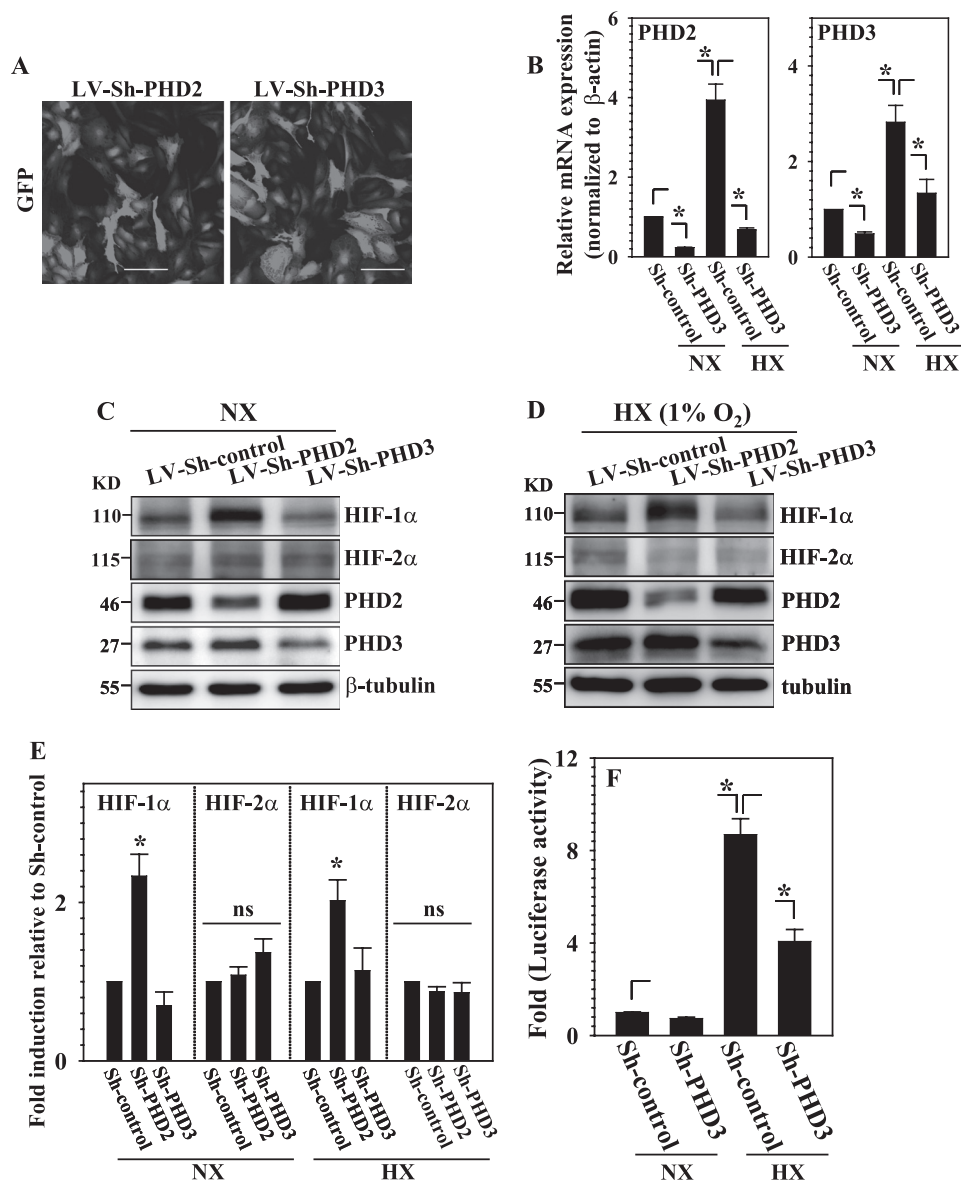 A
LV-Sh-PHD2 LV-Sh-PHD3
GFP
B
Relative mRNA expression
(normalized to β-actin)
PHD2
8
6
4
2
0
*
*
*
Sh-control
Sh-PHD3
Sh-control
Sh-PHD3
NX HX
PHD3
4
2
0
*
*
*
Sh-control
Sh-PHD3
Sh-control
Sh-PHD3
NX HX
C
NX
LV-Sh-control
LV-Sh-PHD2
LV-Sh-PHD3
KD
110 HIF-1α
115 HIF-2α
46 PHD2
27 PHD3
55 β-tubulin
D
HX (1% O₂)
LV-Sh-control
LV-Sh-PHD2
LV-Sh-PHD3
KD
110 HIF-1α
115 HIF-2α
46 PHD2
27 PHD3
55 tubulin
E
Fold induction relative to Sh-control
2
0
HIF-1α HIF-2α HIF-1α HIF-2α
* ns * ns
Sh-control
Sh-PHD2
Sh-PHD3
Sh-control
Sh-PHD2
Sh-PHD3
Sh-control
Sh-PHD2
Sh-PHD3
Sh-control
Sh-PHD2
Sh-PHD3
NX HX
F
Fold (Luciferase activity)
12
8
4
0
*
*
Sh-control
Sh-PHD3
Sh-control
Sh-PHD3
NX HX